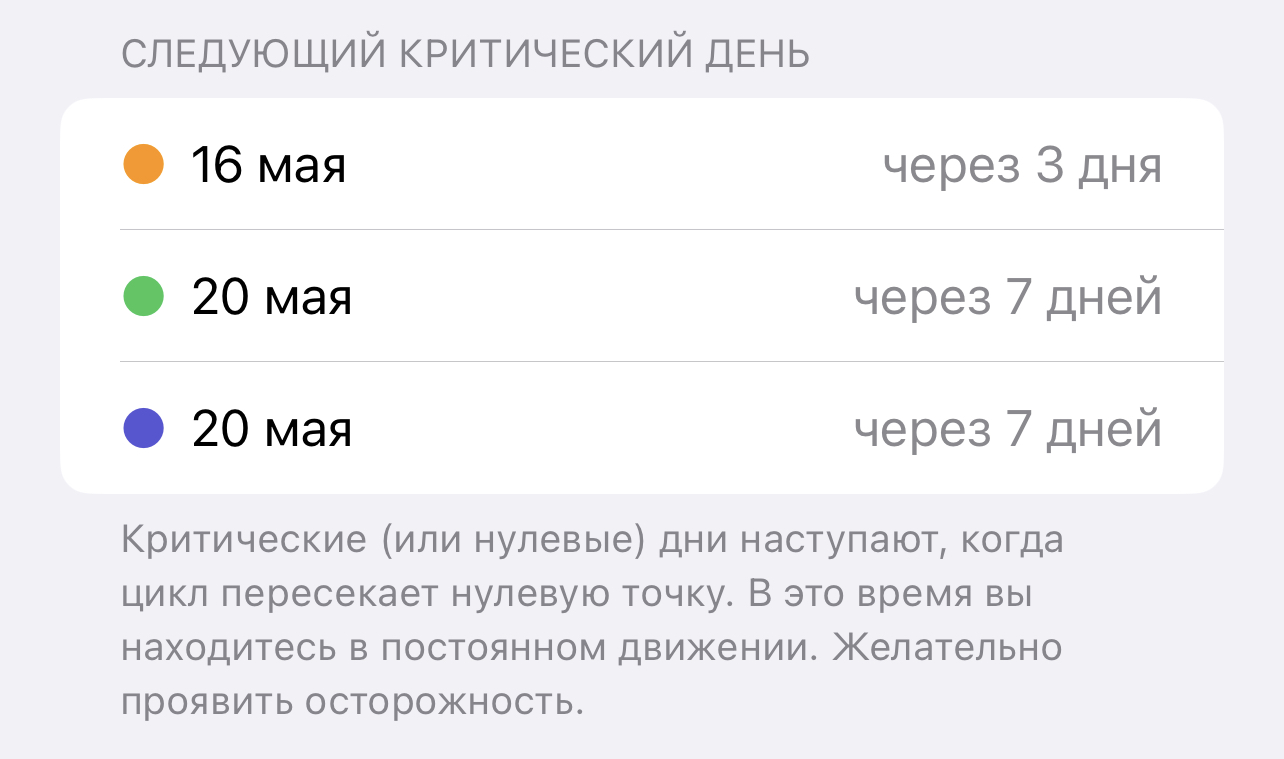 СЛЕДУЮЩИЙ КРИТИЧЕСКИЙ ДЕНЬ
16 мая через 3 дня
20 мая через 7 дней
20 мая через 7 дней
Критические (или нулевые) дни наступают, когда
цикл пересекает нулевую точку. В это время вы
находитесь в постоянном движении. Желательно
проявить осторожность.